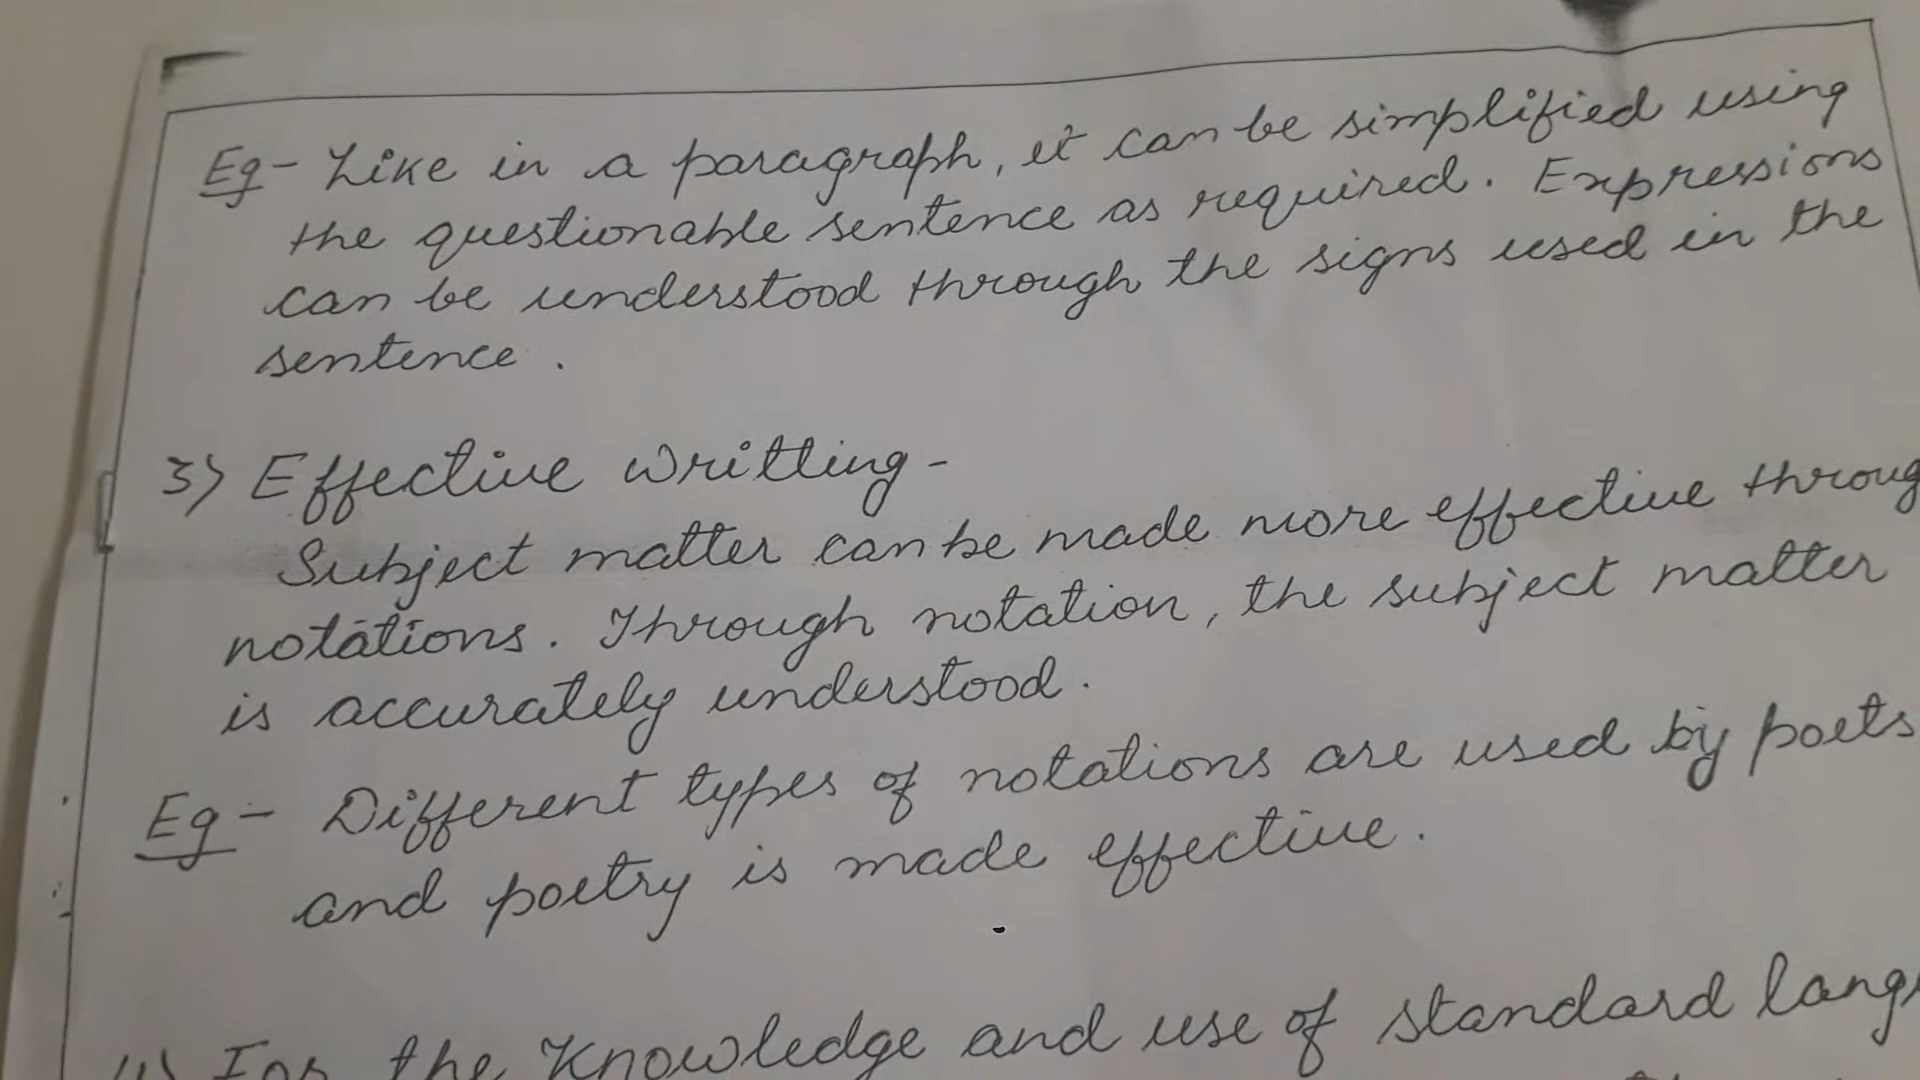 Eg- Like in a paragraph, it can be simplified using
the questionable sentence as required. Expressions
can be understood through the signs used in the
sentence.
3) Effective writting-
Subject matter can be made more effective throug
notations. Through notation, the subject matter
is accurately understood.
Eg- Different types of notations are used by poets
and poetry is made effective.
For the Knowledge and use of standard lang